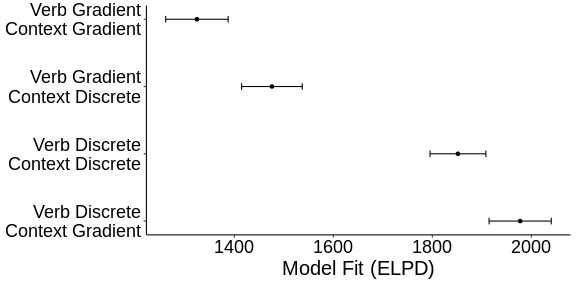 Verb Gradient
Context Gradient
Verb Gradient
Context Discrete
Verb Discrete
Context Discrete
Verb Discrete
Context Gradient
1400 1600 1800 2000
Model Fit (ELPD)